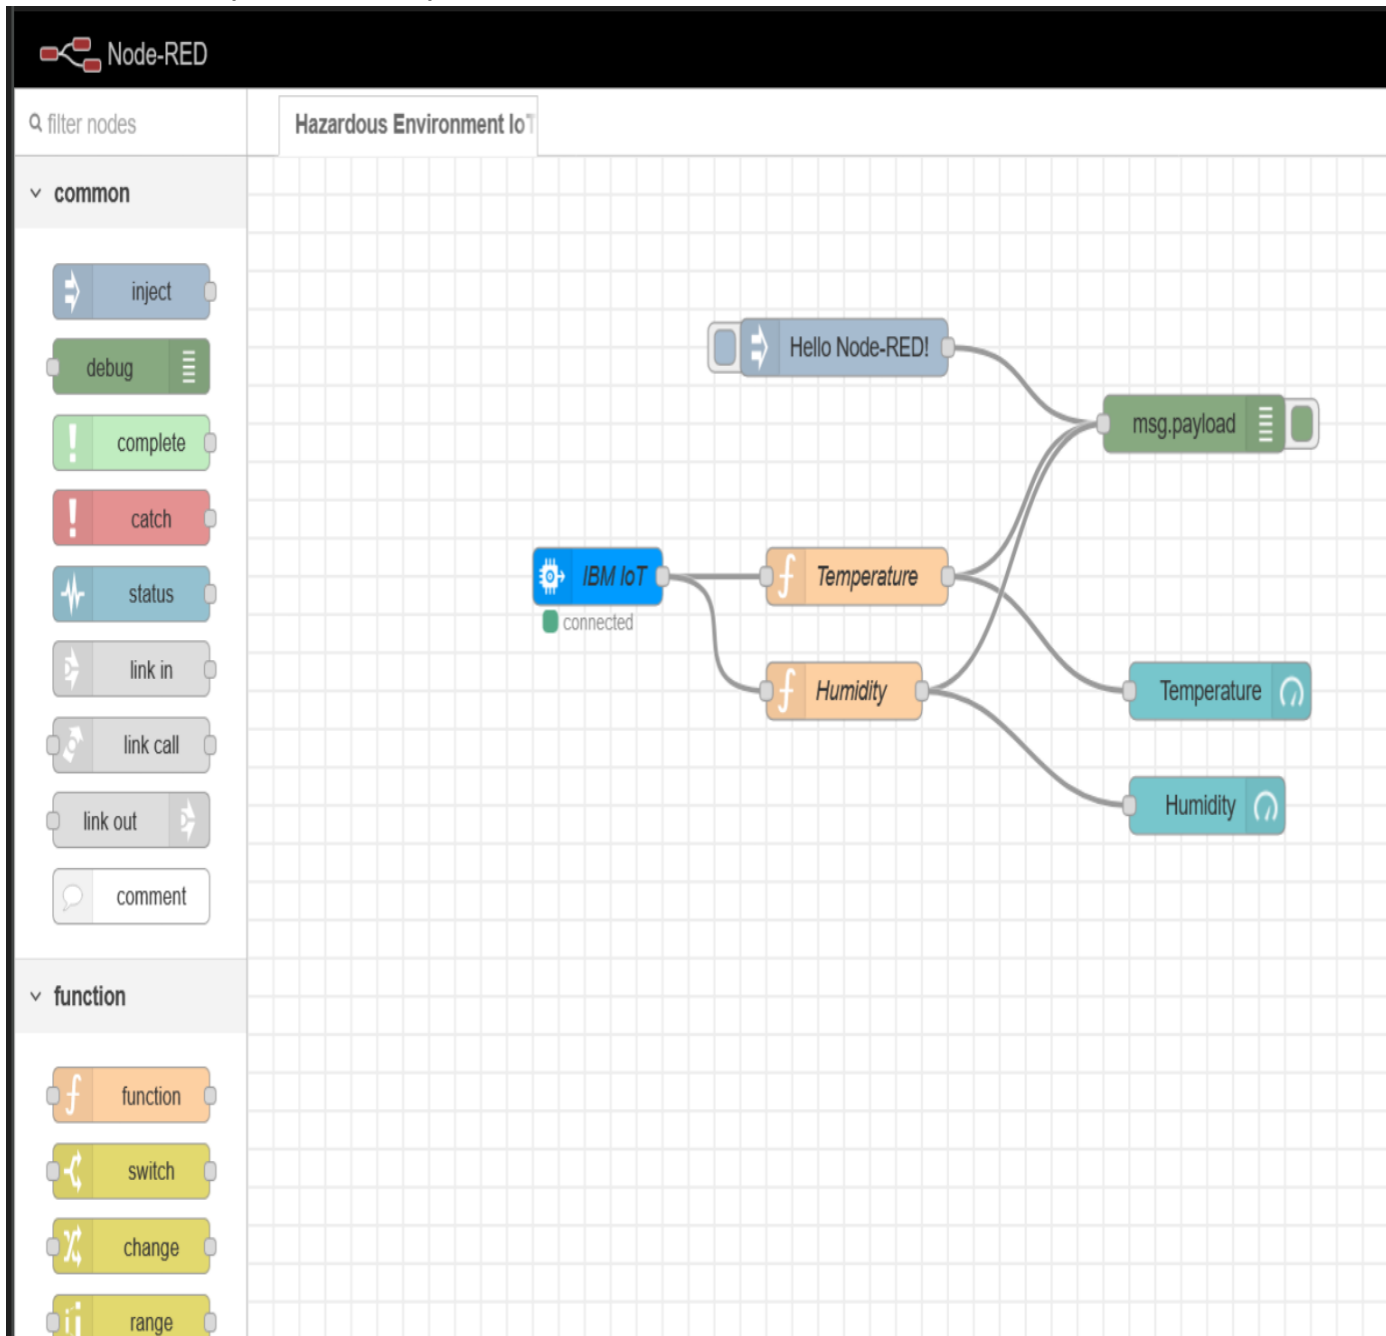 Node-RED
filter nodes
Hazardous Environment IoT
common
inject
debug
complete
catch
status
link in
link call
link out
comment
function
function
switch
change
range
Hello Node-RED!
msg.payload
IBM IoT
connected
Temperature
Humidity
Temperature
Humidity